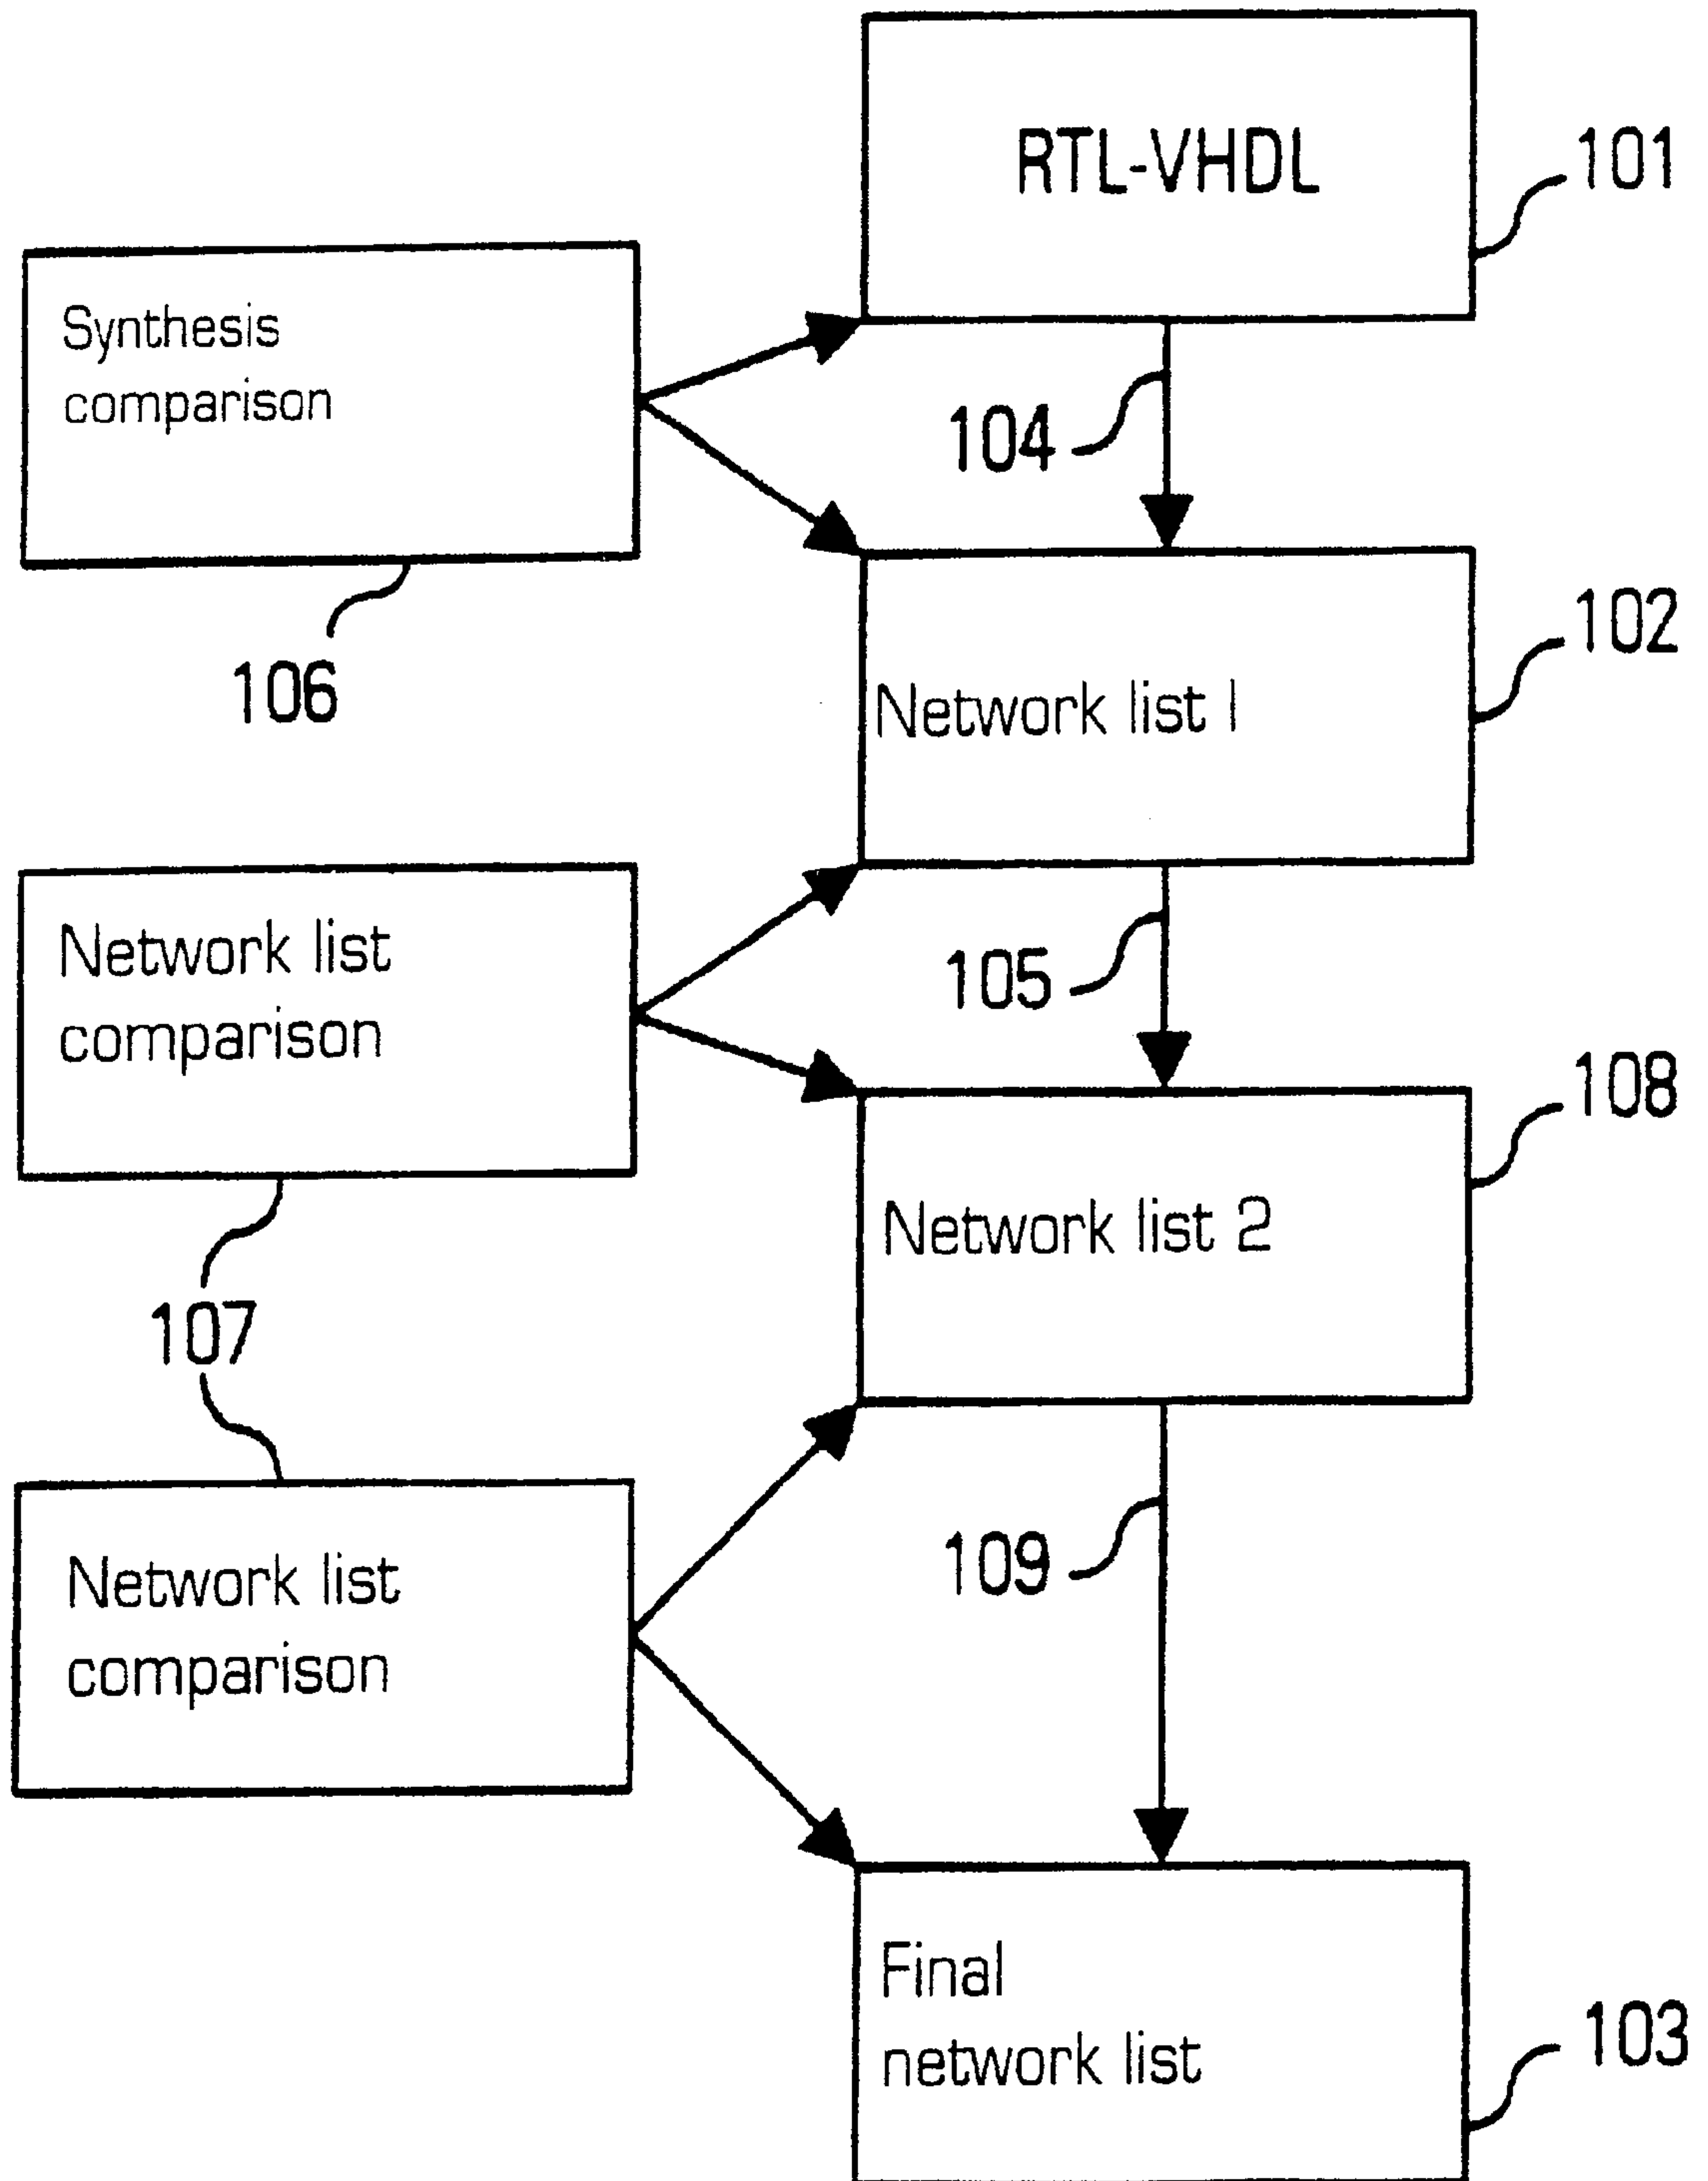 RTL-VHDL
101
Synthesis
comparison
104
106
102
Network list 1
Network list
comparison
105
108
Network list 2
107
109
Network list
comparison
Final
network list
103